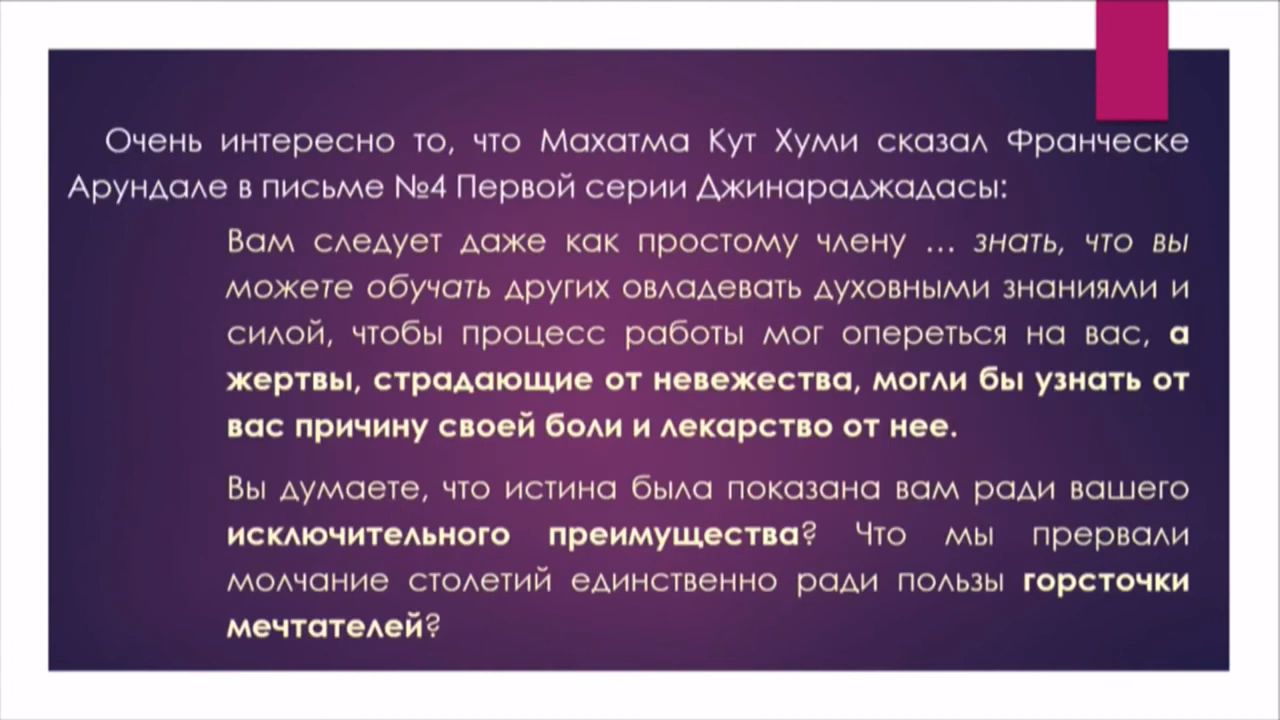 Очень интересно то, что Махатма Кут Хуми сказал Франческе
Арундале в письме №4 Первой серии Джинараджадасы:
Вам следует даже как простому члену … знать, что вы
можете обучать других овладевать духовными знаниями и
силой, чтобы процесс работы мог опереться на вас, а
жертвы, страдающие от невежества, могли бы узнать от
вас причину своей боли и лекарство от нее.
Вы думаете, что истина была показана вам ради вашего
исключительного преимущества? Что мы прервали
молчание столетий единственно ради пользы горсточки
мечтателей?